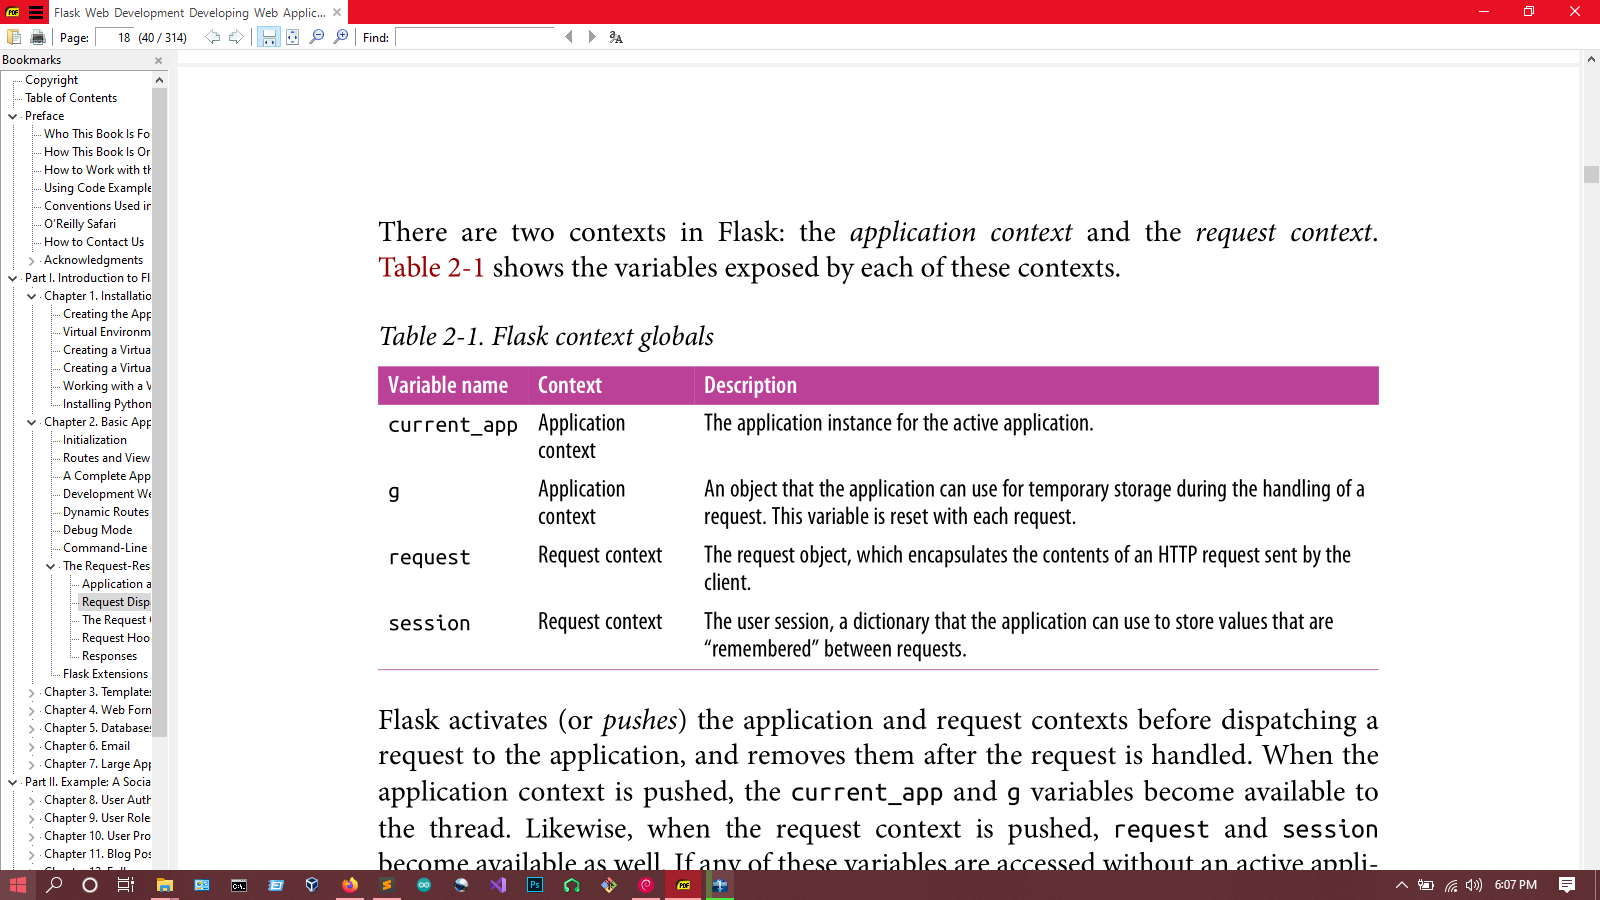 Flask Web Development Developing Web Applic...
Page: 18 (40 / 314) Find:
Bookmarks
Copyright
Table of Contents
Preface
Who This Book Is Fo
How This Book Is Or
How to Work with th
Using Code Example
Conventions Used in
O'Reilly Safari
How to Contact Us
Acknowledgments
Part I. Introduction to Fl
Chapter 1. Installatio
Creating the App
Virtual Environm
Creating a Virtua
Creating a Virtua
Working with a V
Installing Python
Chapter 2. Basic App
Initialization
Routes and View
A Complete App
Development We
Dynamic Routes
Debug Mode
Command-Line
The Request-Res
Application a
Request Disp
The Request
Request Hoo
Responses
Flask Extensions
Chapter 3. Templates
Chapter 4. Web Forn
Chapter 5. Databases
Chapter 6. Email
Chapter 7. Large App
Part II. Example: A Socia
Chapter 8. User Auth
Chapter 9. User Role
Chapter 10. User Pro
Chapter 11. Blog Pos
There are two contexts in Flask: the application context and the request context.
Table 2-1 shows the variables exposed by each of these contexts.
Table 2-1. Flask context globals
Variable name Context Description
current_app Application The application instance for the active application.
context
g Application An object that the application can use for temporary storage during the handling of a
context request. This variable is reset with each request.
request Request context The request object, which encapsulates the contents of an HTTP request sent by the
client.
session Request context The user session, a dictionary that the application can use to store values that are
“remembered” between requests.
Flask activates (or pushes) the application and request contexts before dispatching a
request to the application, and removes them after the request is handled. When the
application context is pushed, the current_app and g variables become available to
the thread. Likewise, when the request context is pushed, request and session
become available as well. If any of these variables are accessed without an active appli-
6:07 PM